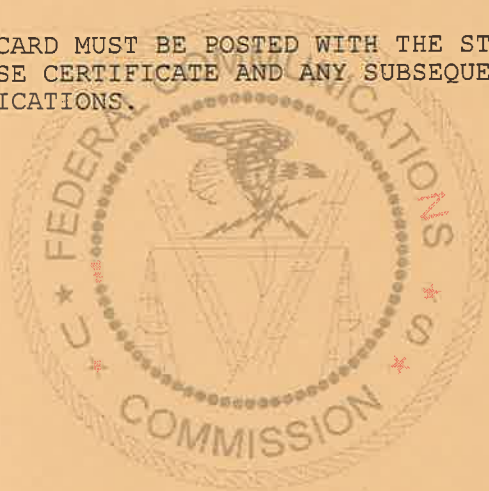 CARD MUST BE POSTED WITH THE ST
SE CERTIFICATE AND ANY SUBSEQUE
ICATIONS.
FEDERAL COMMUNICATIONS
COMMISSION
U ★ ★ S ★